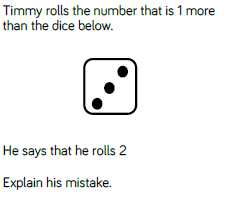 Timmy rolls the number that is 1 more
than the dice below.
He says that he rolls 2
Explain his mistake.